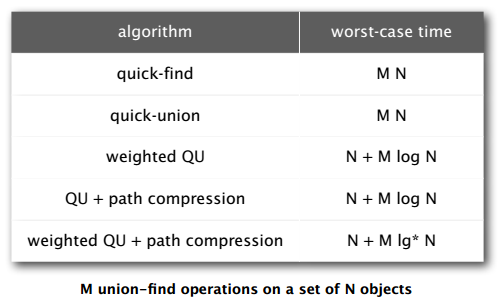 algorithm worst-case time
quick-find M N
quick-union M N
weighted QU N + M log N
QU + path compression N + M log N
weighted QU + path compression N + M lg* N
M union-find operations on a set of N objects